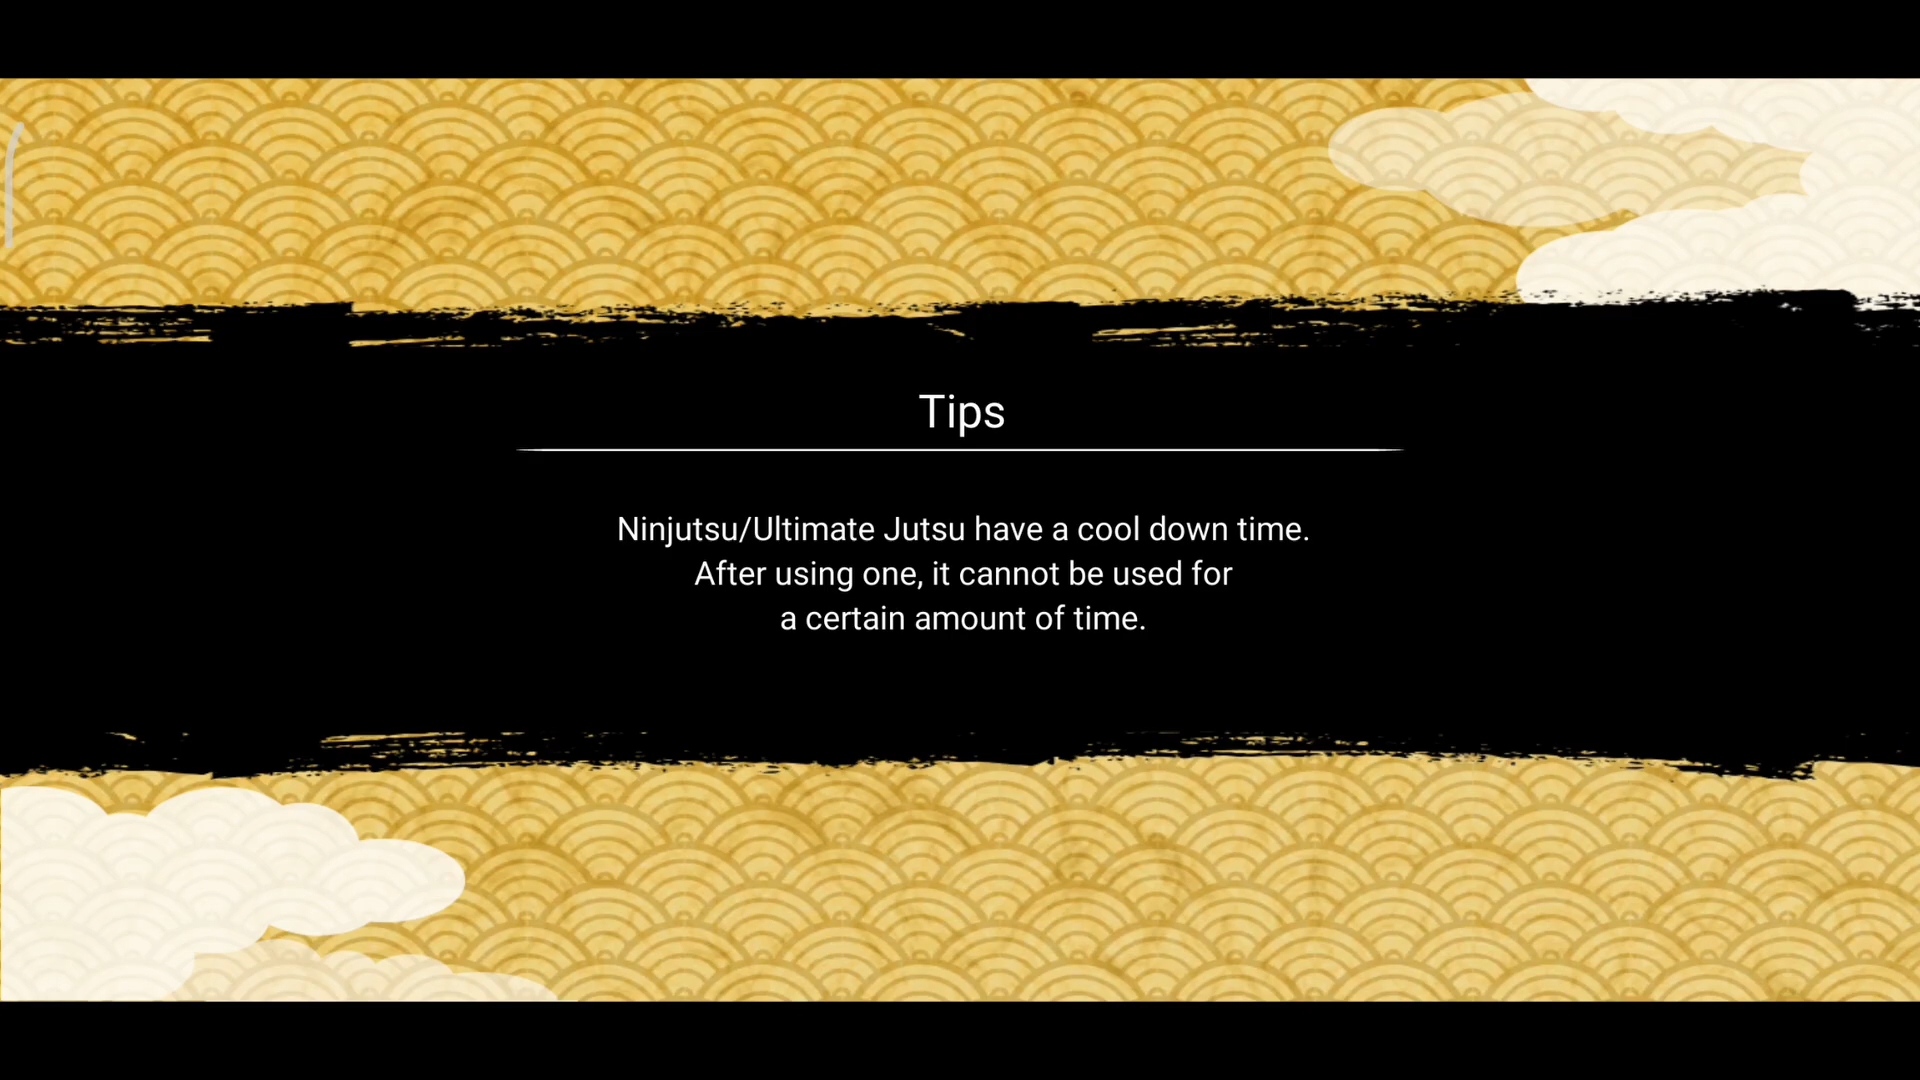 Tips
Ninjutsu/Ultimate Jutsu have a cool down time.
After using one, it cannot be used for
a certain amount of time.